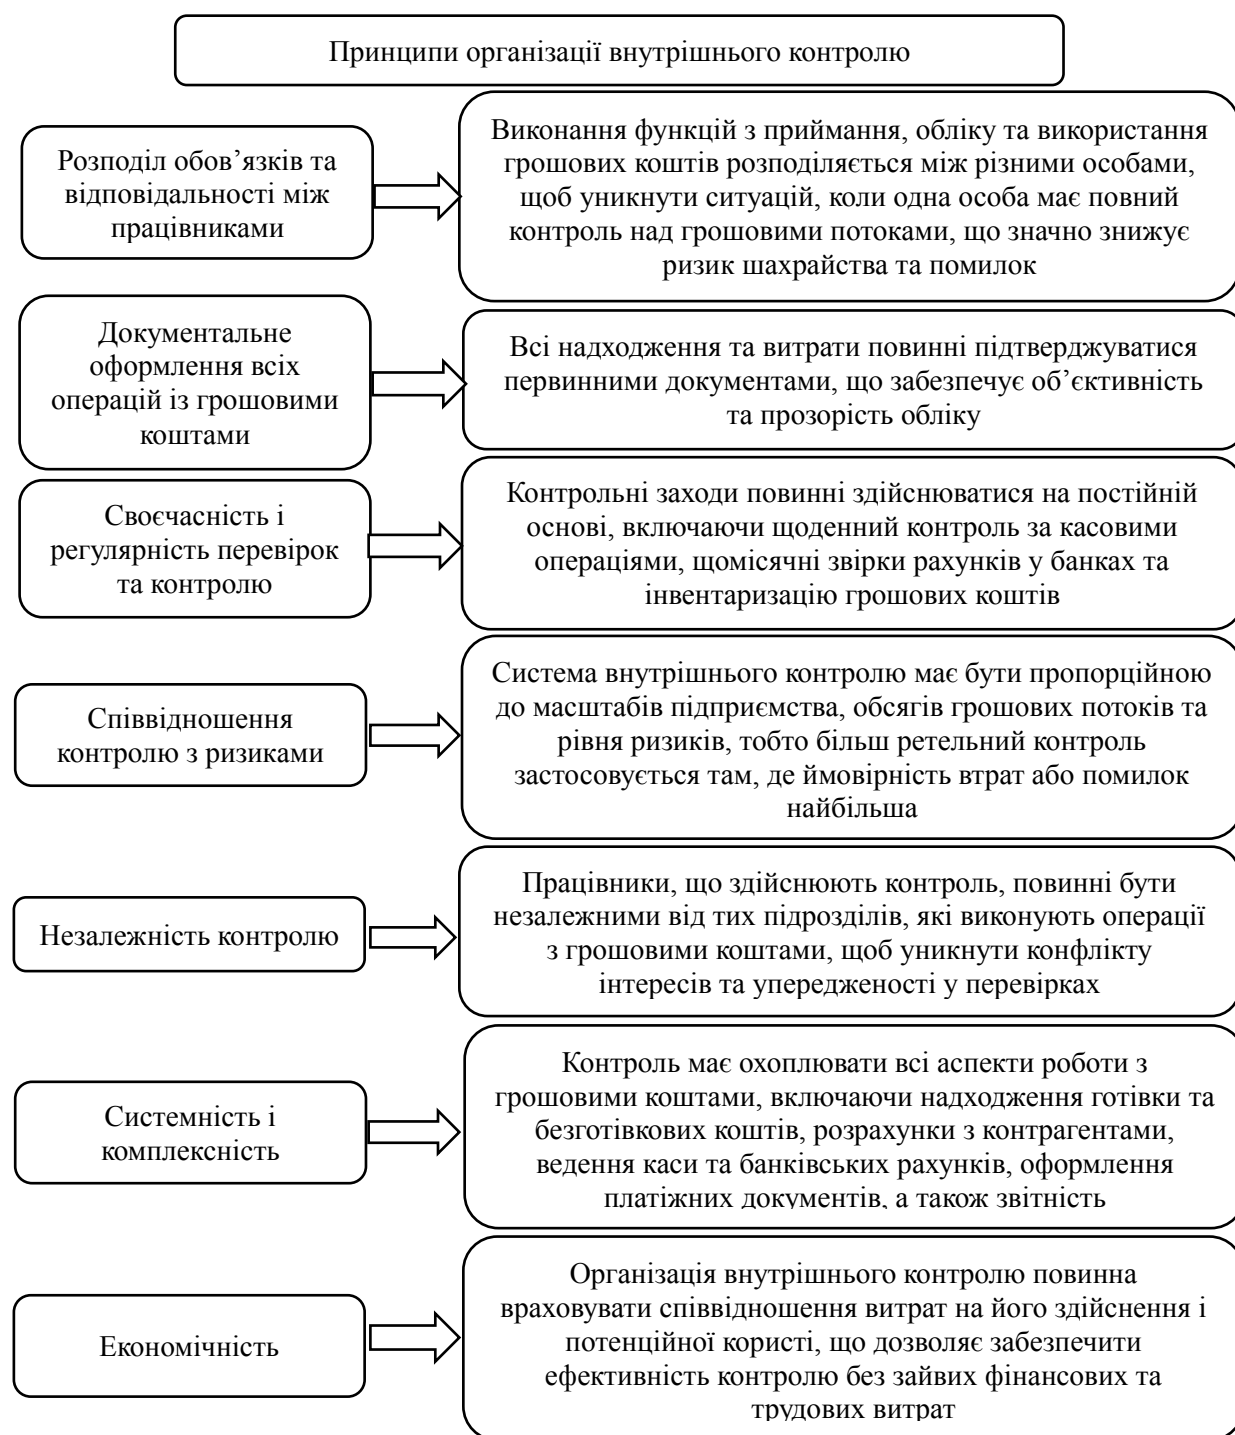 Принципи організації внутрішнього контролю
Розподіл обов’язків та
відповідальності між
працівниками
Виконання функцій з приймання, обліку та використання
грошових коштів розподіляється між різними особами,
щоб уникнути ситуацій, коли одна особа має повний
контроль над грошовими потоками, що значно знижує
ризик шахрайства та помилок
Документальне
оформлення всіх
операцій із грошовими
коштами
Всі надходження та витрати повинні підтверджуватися
первинними документами, що забезпечує об’єктивність
та прозорість обліку
Своєчасність і
регулярність перевірок
та контролю
Контрольні заходи повинні здійснюватися на постійній
основі, включаючи щоденний контроль за касовими
операціями, щомісячні звірки рахунків у банках та
інвентаризацію грошових коштів
Співвідношення
контролю з ризиками
Система внутрішнього контролю має бути пропорційною
до масштабів підприємства, обсягів грошових потоків та
рівня ризиків, тобто більш ретельний контроль
застосовується там, де ймовірність втрат або помилок
найбільша
Незалежність контролю
Працівники, що здійснюють контроль, повинні бути
незалежними від тих підрозділів, які виконують операції
з грошовими коштами, щоб уникнути конфлікту
інтересів та упередженості у перевірках
Системність і
комплексність
Контроль має охоплювати всі аспекти роботи з
грошовими коштами, включаючи надходження готівки та
безготівкових коштів, розрахунки з контрагентами,
ведення каси та банківських рахунків, оформлення
платіжних документів, а також звітність
Економічність
Організація внутрішнього контролю повинна
враховувати співвідношення витрат на його здійснення і
потенційної користі, що дозволяє забезпечити
ефективність контролю без зайвих фінансових та
трудових витрат